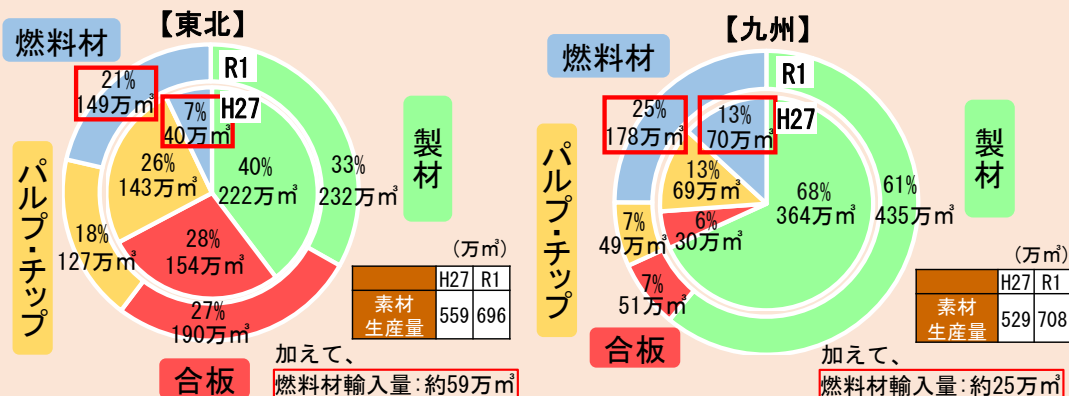 【東北】
燃料材
R1
H27
21%
149万㎥
7%
40万㎥
40%
222万㎥
33%
232万㎥
製材
26%
143万㎥
パルプ・チップ
18%
127万㎥
28%
154万㎥
27%
190万㎥
合板
(万㎥)
H27 R1
素材
生産量 559 696
加えて、
燃料材輸入量:約59万㎥
【九州】
燃料材
R1
H27
25%
178万㎥
13%
70万㎥
68%
364万㎥
61%
435万㎥
製材
13%
69万㎥
パルプ・チップ
7%
49万㎥
6%
30万㎥
7%
51万㎥
合板
(万㎥)
H27 R1
素材
生産量 529 708
加えて、
燃料材輸入量:約25万㎥